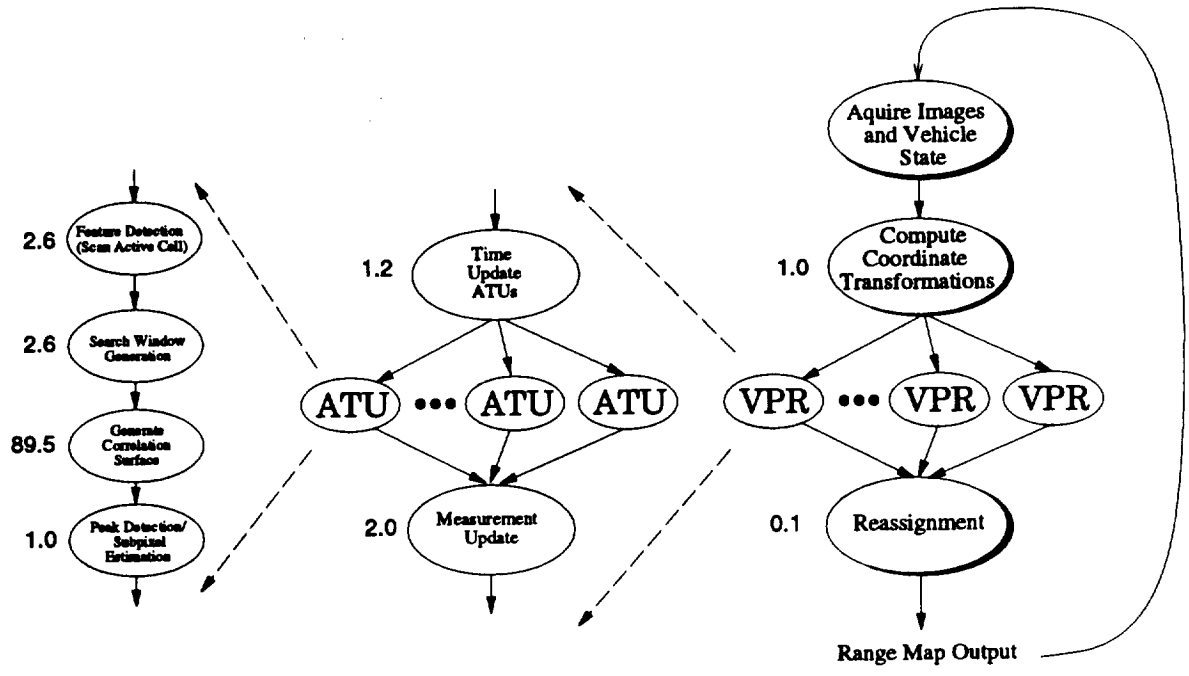 Aquire Images
and Vehicle
State
Compute
Coordinate
Transformations
1.0
VPR
VPR
VPR
Reassignment
0.1
Range Map Output
Time
Update
ATUs
1.2
ATU
ATU
ATU
Measurement
Update
2.0
Feature Detection
(Scan Active Cell)
2.6
Search Window
Generation
2.6
Generate
Correlation
Surface
89.5
Peak Detection/
Subpixel
Estimation
1.0